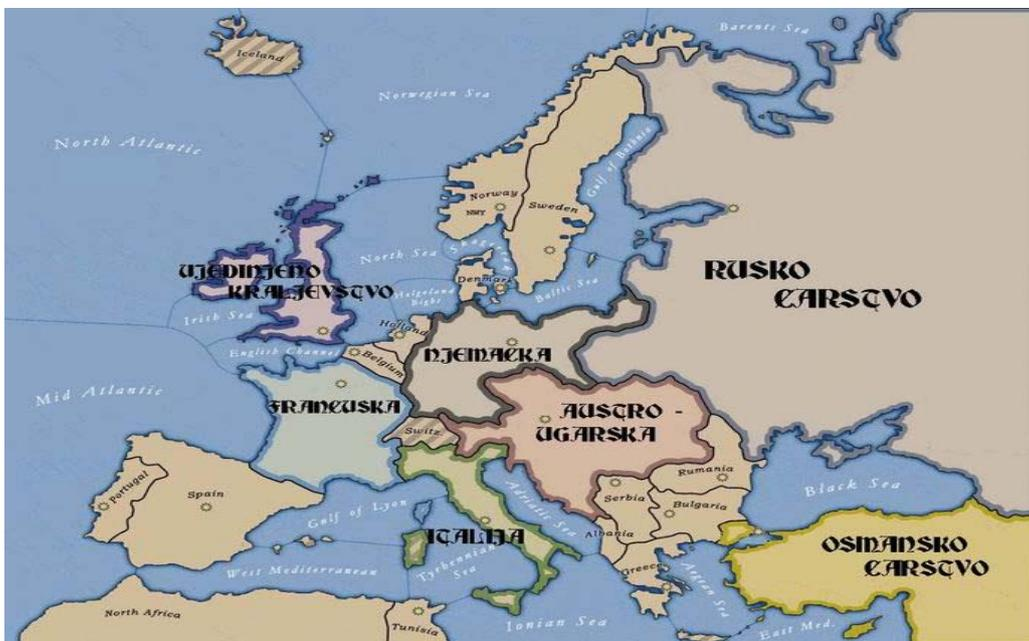 Barents Sea
Iceland
Norwegian Sea
North Atlantic
Gulf of Bothnia
Norway
NWY
Sweden
North Sea
Skagerrak
UJEDINJENO
KRALJEVSTVO
RUSKO
CARSTVO
Denmark
Helgoland
Bight
Baltic Sea
Irish Sea
Holland
English Channel
Belgium
NJEMAČKA
Mid Atlantic
FRANCUSKA
AUSTRO -
UGARSKA
Switz.
Rumania
Portugal
Spain
Serbia
Black Sea
Adriatic Sea
Bulgaria
Gulf of Lyon
ITALIJA
Albania
OSMANSKO
CARSTVO
Tyrhennian
Sea
West Mediterranean
Greece
Aegean Sea
North Africa
Tunisia
Ionian Sea
East Med.